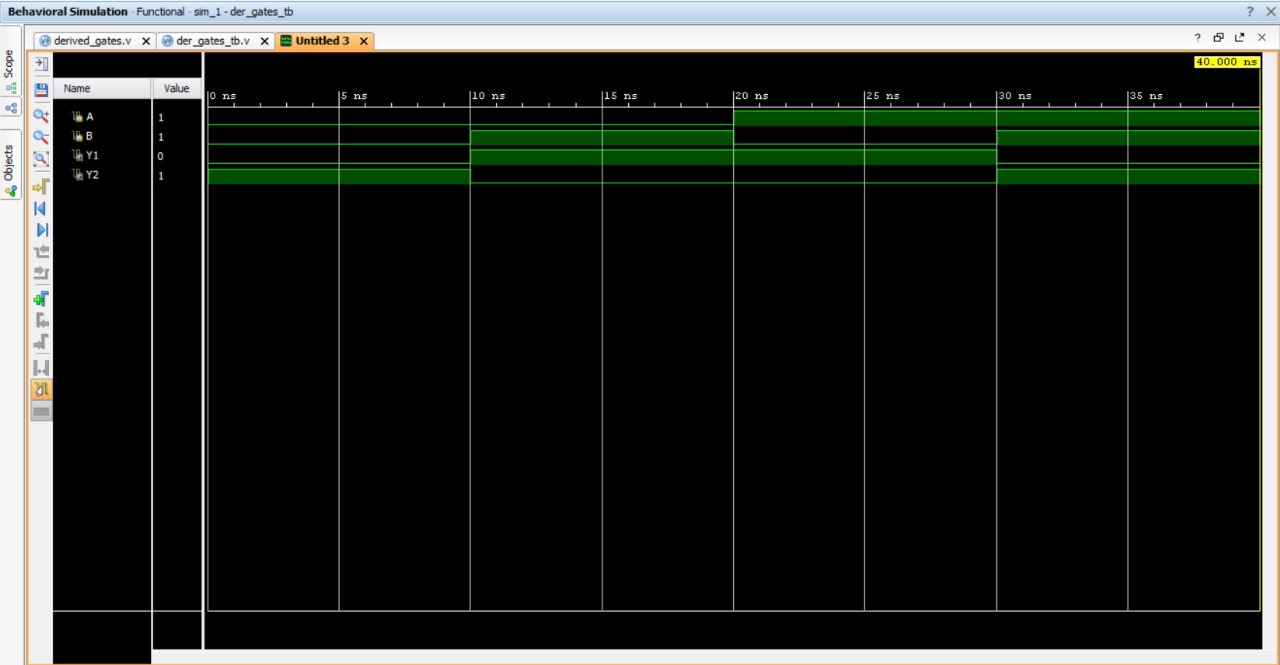 Behavioral Simulation - Functional - sim_1 - der_gates_tb
? X
Scope
Objects
derived_gates.v X der_gates_tb.v X Untitled 3 X
?
40.000 ns
Name Value
0 ns 5 ns 10 ns 15 ns 20 ns 25 ns 30 ns 35 ns
A 1
B 1
Y1 0
Y2 1